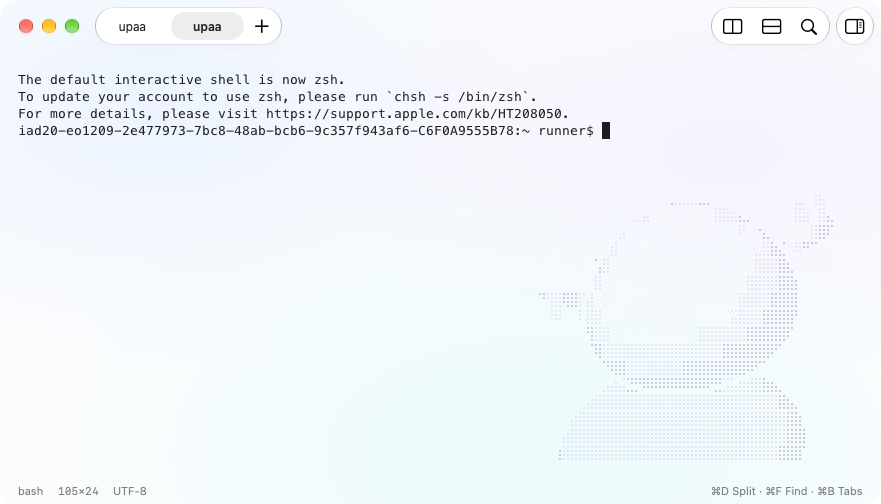 upaa upaa +
The default interactive shell is now zsh.
To update your account to use zsh, please run `chsh -s /bin/zsh`.
For more details, please visit https://support.apple.com/kb/HT208050.
iad20-eo1209-2e477973-7bc8-48ab-bcb6-9c357f943af6-C6F0A9555B78:~ runner$
bash 105×24 UTF-8 ⌘D Split · ⌘F Find · ⌘B Tabs